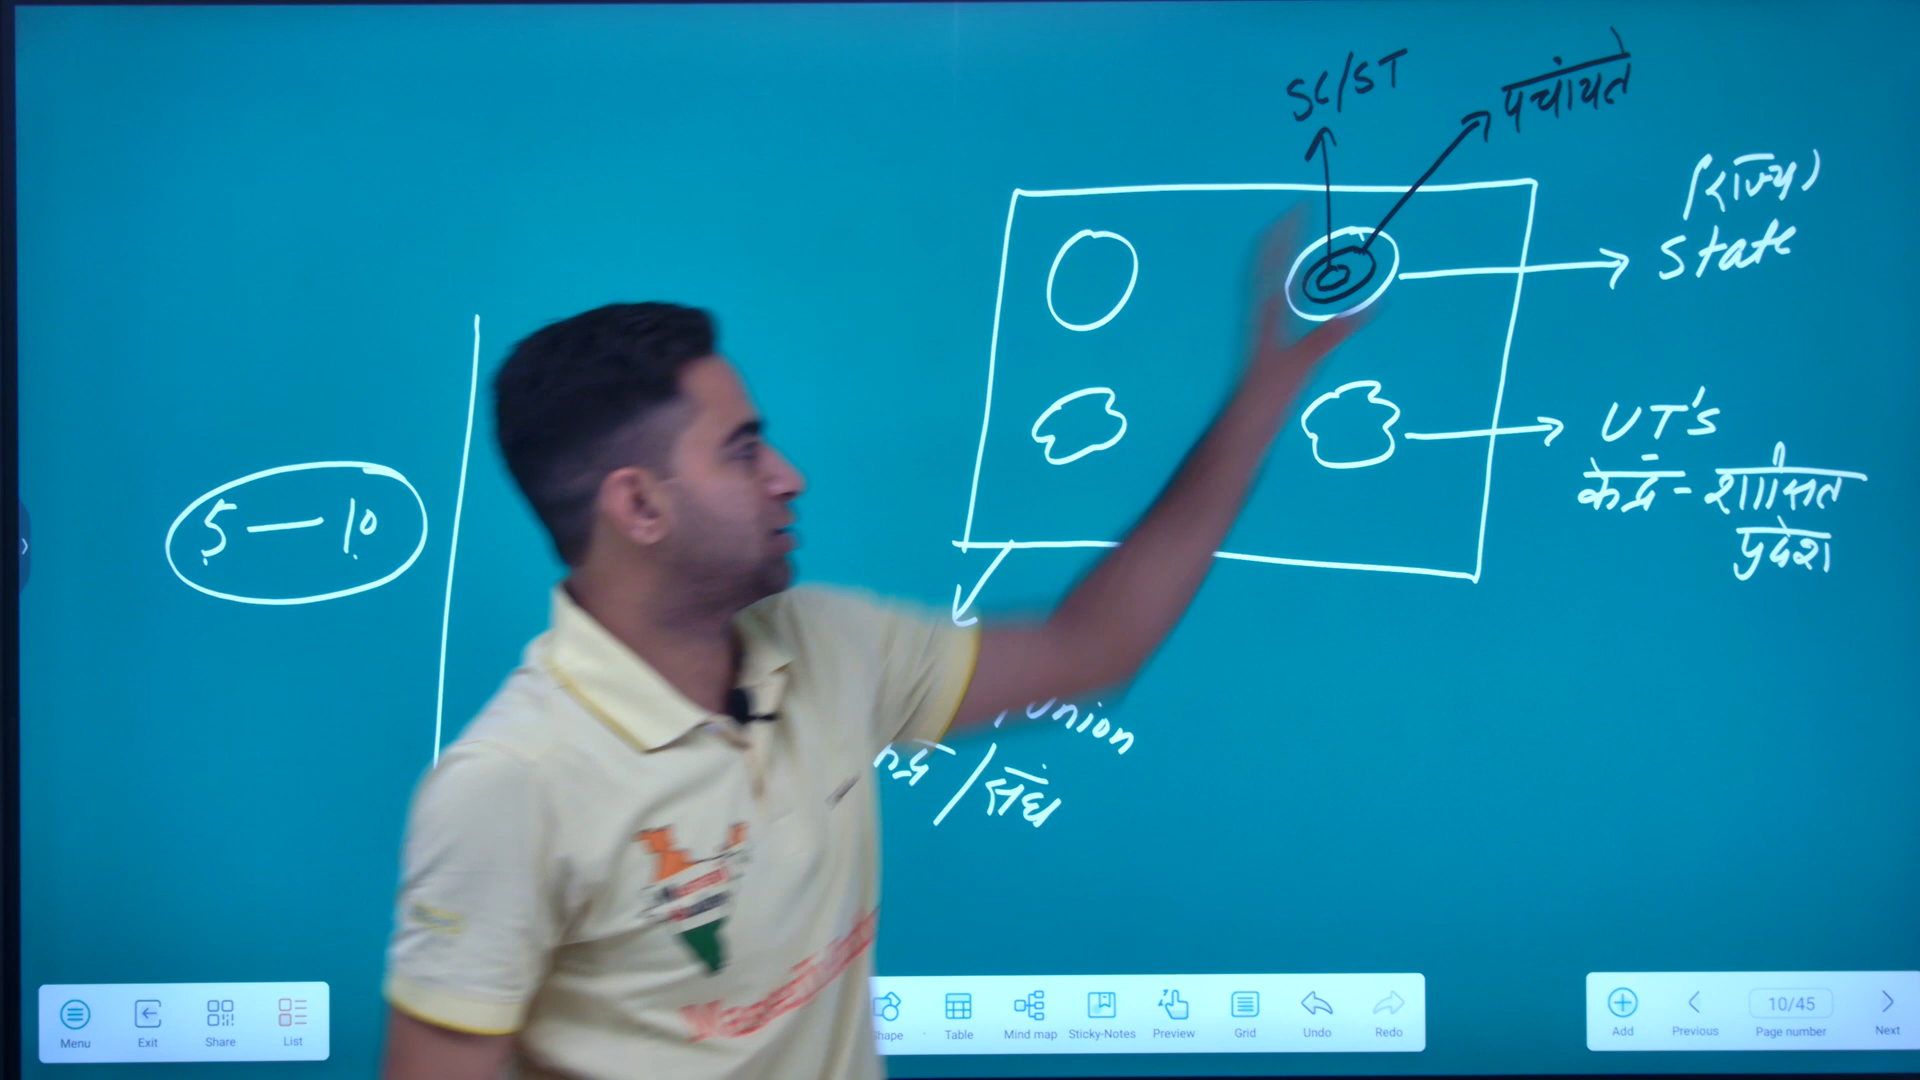 SC/ST
पंचायते
(राज्य)
State
UT's
केंद्र - शासित
प्रदेश
5 — 10
Union
/ संघ
Menu
Exit
Share
List
Shape
Table
Mind map
Sticky-Notes
Preview
Grid
Undo
Redo
Add
Previous
10/45
Page number
Next